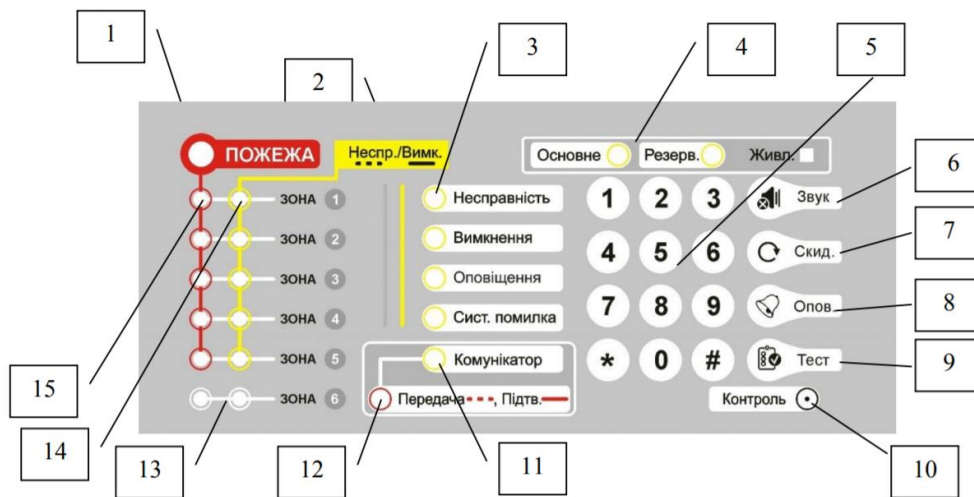 1
2
3
4
5
ПОЖЕЖА
Неспр./Вимк.
Основне
Резерв.
Живл.
ЗОНА 1
ЗОНА 2
ЗОНА 3
ЗОНА 4
ЗОНА 5
ЗОНА 6
Несправність
Вимкнення
Оповіщення
Сист. помилка
Комунікатор
Передача, Підтв.
1 2 3
4 5 6
7 8 9
* 0 #
Звук
Скид.
Опов.
Тест
Контроль
6
7
8
9
15
14
13
12
11
10